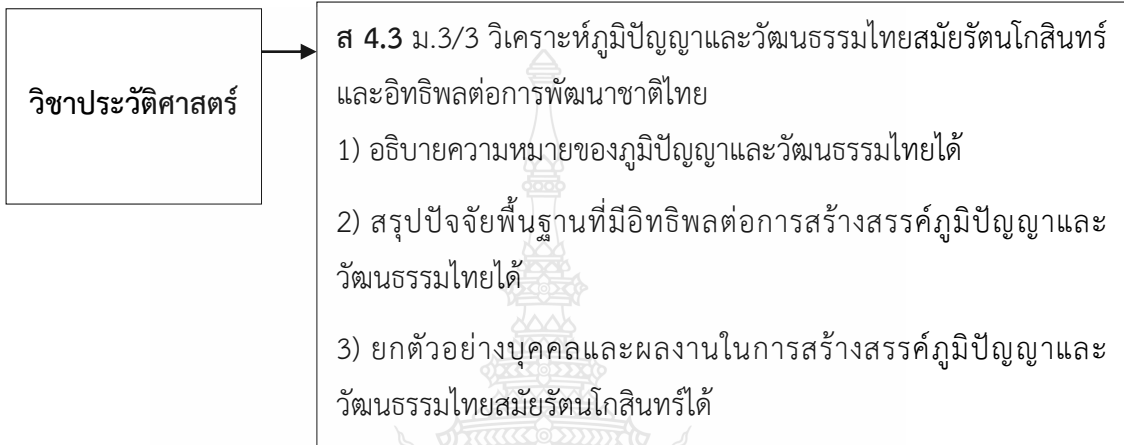 วิชาประวัติศาสตร์
ส 4.3 ม.3/3 วิเคราะห์ภูมิปัญญาและวัฒนธรรมไทยสมัยรัตนโกสินทร์
และอิทธิพลต่อการพัฒนาชาติไทย
1) อธิบายความหมายของภูมิปัญญาและวัฒนธรรมไทยได้
2) สรุปปัจจัยพื้นฐานที่มีอิทธิพลต่อการสร้างสรรค์ภูมิปัญญาและ
วัฒนธรรมไทยได้
3) ยกตัวอย่างบุคคลและผลงานในการสร้างสรรค์ภูมิปัญญาและ
วัฒนธรรมไทยสมัยรัตนโกสินทร์ได้